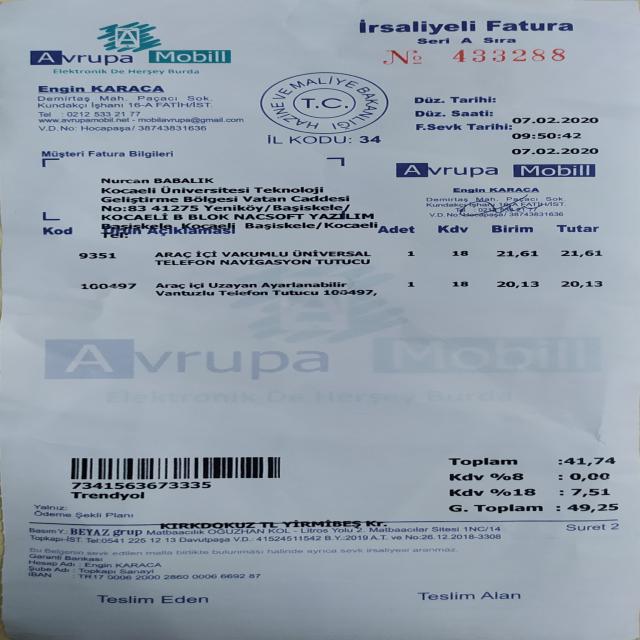 Avrupa Mobill
Elektronik De Herşey Burda
Engin KARACA
Demirtaş Mah. Paçacı Sok.
Kundakçı İşhanı 16-A FATİH/İST.
Tel : 0212 533 21 77
www.avrupamobil.net - mobilavrupa@gmail.com
V.D.No: Hocapaşa/ 38743831636
T.C. HAZİNE VE MALİYE BAKANLIĞI
İL KODU: 34
İrsaliyeli Fatura
Seri A Sıra
№ 433288
Düz. Tarihi:
Düz. Saati: 07.02.2020
F.Sevk Tarihi: 09:50:42
07.02.2020
Müşteri Fatura Bilgileri
Nurcan BABALIK
Kocaeli Üniversitesi Teknoloji
Geliştirme Bölgesi Vatan Caddesi
No:83 41275 Yeniköy/Başiskele/
KOCAELİ B BLOK NACSOFT YAZILIM
Başiskele Kocaeli Başiskele/Kocaeli
Tel:
Avrupa Mobill
Engin KARACA
Demirtaş Mah. Paçacı Sok.
Kundakçı İşhanı 16-A FATİH/İST.
Tel : 0212 533 21 77
V.D.No: Hocapaşa/ 38743831636
Kod Ürün Açıklaması Adet Kdv Birim Tutar
9351 ARAÇ İÇİ VAKUMLU ÜNİVERSAL TELEFON NAVİGASYON TUTUCU 1 18 21,61 21,61
100497 Araç içi Uzayan Ayarlanabilir Vantuzlu Telefon Tutucu 100497, 1 18 20,13 20,13
Avrupa Mobill
Elektronik De Herşey Burda
7341563673335
Trendyol
Toplam :41,74
Kdv %8 : 0,00
Kdv %18 : 7,51
G. Toplam : 49,25
Yalnız:
Ödeme Şekli Planı
KIRKDOKUZ TL YİRMİBEŞ Kr.
Suret 2
Basım Y.: BEYAZ grup Matbaacılık OĞUZHAN KOL - Litros Yolu 2. Matbaacılar Sitesi 1NC/14
Topkapı-İST. Tel:0541 225 12 13 Davutpaşa V.D.: 41524511542 B.Y.:2019 A.T. ve No:26.12.2018-3308
Bu Belgenin sevk edilen malla birlikte bulunması halinde ayrıca sevk irsaliyesi aranmaz.
Garanti Bankası
Hesap Adı : Engin KARACA
Şube Adı : Topkapı Sanayi
IBAN : TR17 0006 2000 2860 0006 6692 87
Teslim Eden
Teslim Alan